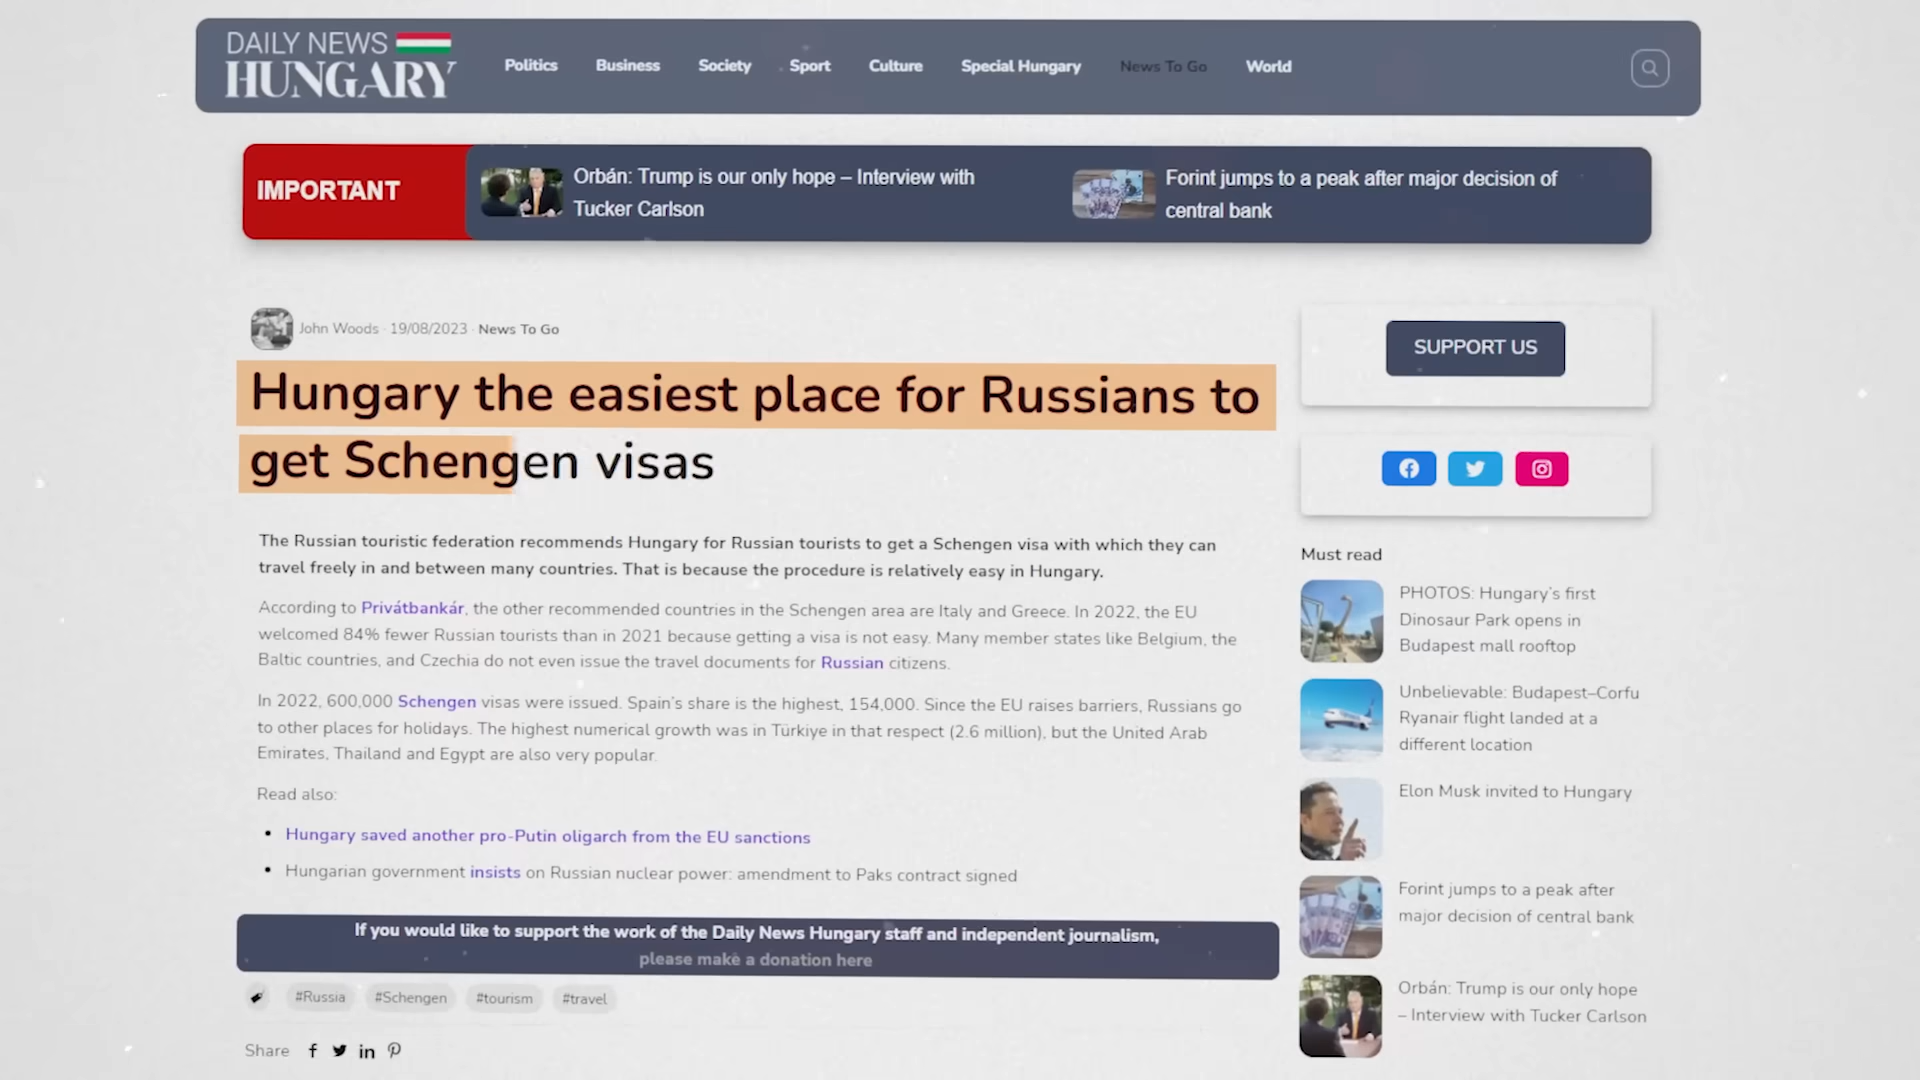 DAILY NEWS
HUNGARY
Politics Business Society Sport Culture Special Hungary News To Go World
IMPORTANT
Orbán: Trump is our only hope – Interview with
Tucker Carlson
Forint jumps to a peak after major decision of
central bank
John Woods · 19/08/2023 · News To Go
Hungary the easiest place for Russians to
get Schengen visas
The Russian touristic federation recommends Hungary for Russian tourists to get a Schengen visa with which they can
travel freely in and between many countries. That is because the procedure is relatively easy in Hungary.
According to Privátbankár, the other recommended countries in the Schengen area are Italy and Greece. In 2022, the EU
welcomed 84% fewer Russian tourists than in 2021 because getting a visa is not easy. Many member states like Belgium, the
Baltic countries, and Czechia do not even issue the travel documents for Russian citizens.
In 2022, 600,000 Schengen visas were issued. Spain's share is the highest, 154,000. Since the EU raises barriers, Russians go
to other places for holidays. The highest numerical growth was in Türkiye in that respect (2.6 million), but the United Arab
Emirates, Thailand and Egypt are also very popular.
Read also:
• Hungary saved another pro-Putin oligarch from the EU sanctions
• Hungarian government insists on Russian nuclear power: amendment to Paks contract signed
If you would like to support the work of the Daily News Hungary staff and independent journalism,
please make a donation here
#Russia #Schengen #tourism #travel
Share
SUPPORT US
Must read
PHOTOS: Hungary's first
Dinosaur Park opens in
Budapest mall rooftop
Unbelievable: Budapest–Corfu
Ryanair flight landed at a
different location
Elon Musk invited to Hungary
Forint jumps to a peak after
major decision of central bank
Orbán: Trump is our only hope
– Interview with Tucker Carlson